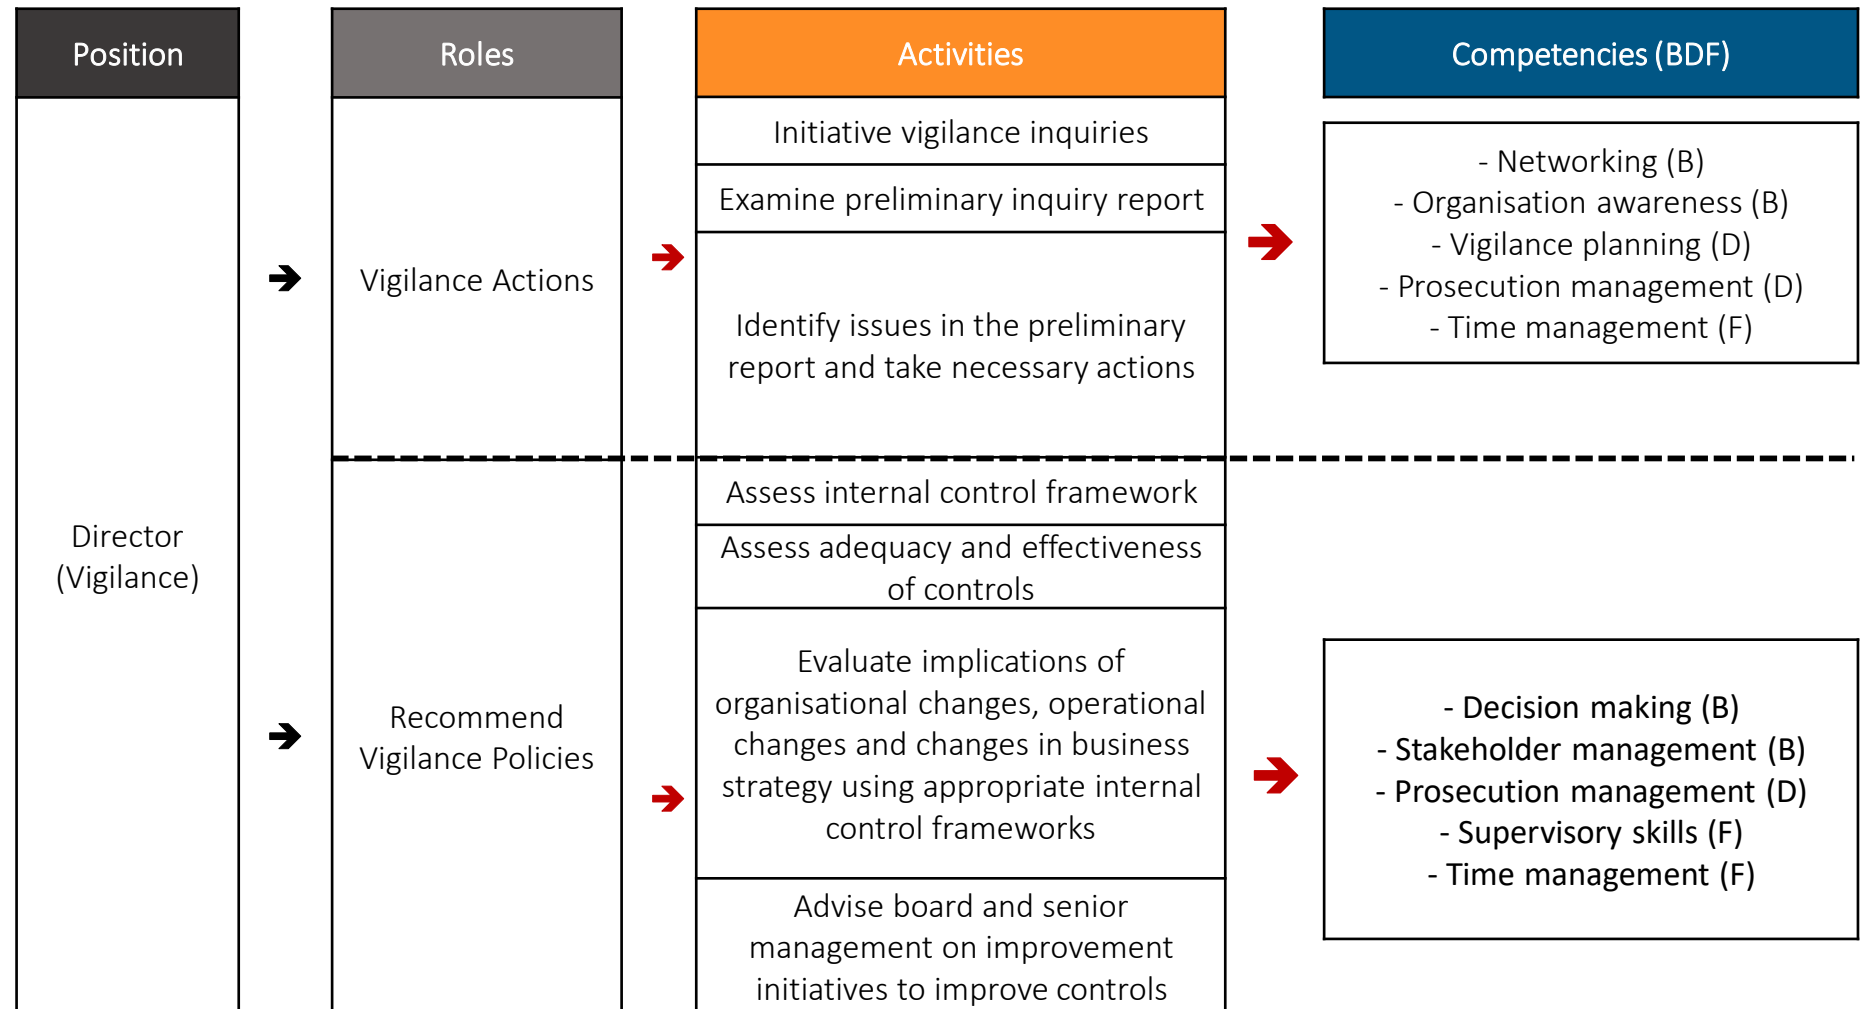 Position
Roles
Activities
Competencies (BDF)
Director
(Vigilance)
Vigilance Actions
Initiative vigilance inquiries
Examine preliminary inquiry report
Identify issues in the preliminary
report and take necessary actions
- Networking (B)
- Organisation awareness (B)
- Vigilance planning (D)
- Prosecution management (D)
- Time management (F)
Recommend
Vigilance Policies
Assess internal control framework
Assess adequacy and effectiveness
of controls
Evaluate implications of
organisational changes, operational
changes and changes in business
strategy using appropriate internal
control frameworks
Advise board and senior
management on improvement
initiatives to improve controls
- Decision making (B)
- Stakeholder management (B)
- Prosecution management (D)
- Supervisory skills (F)
- Time management (F)